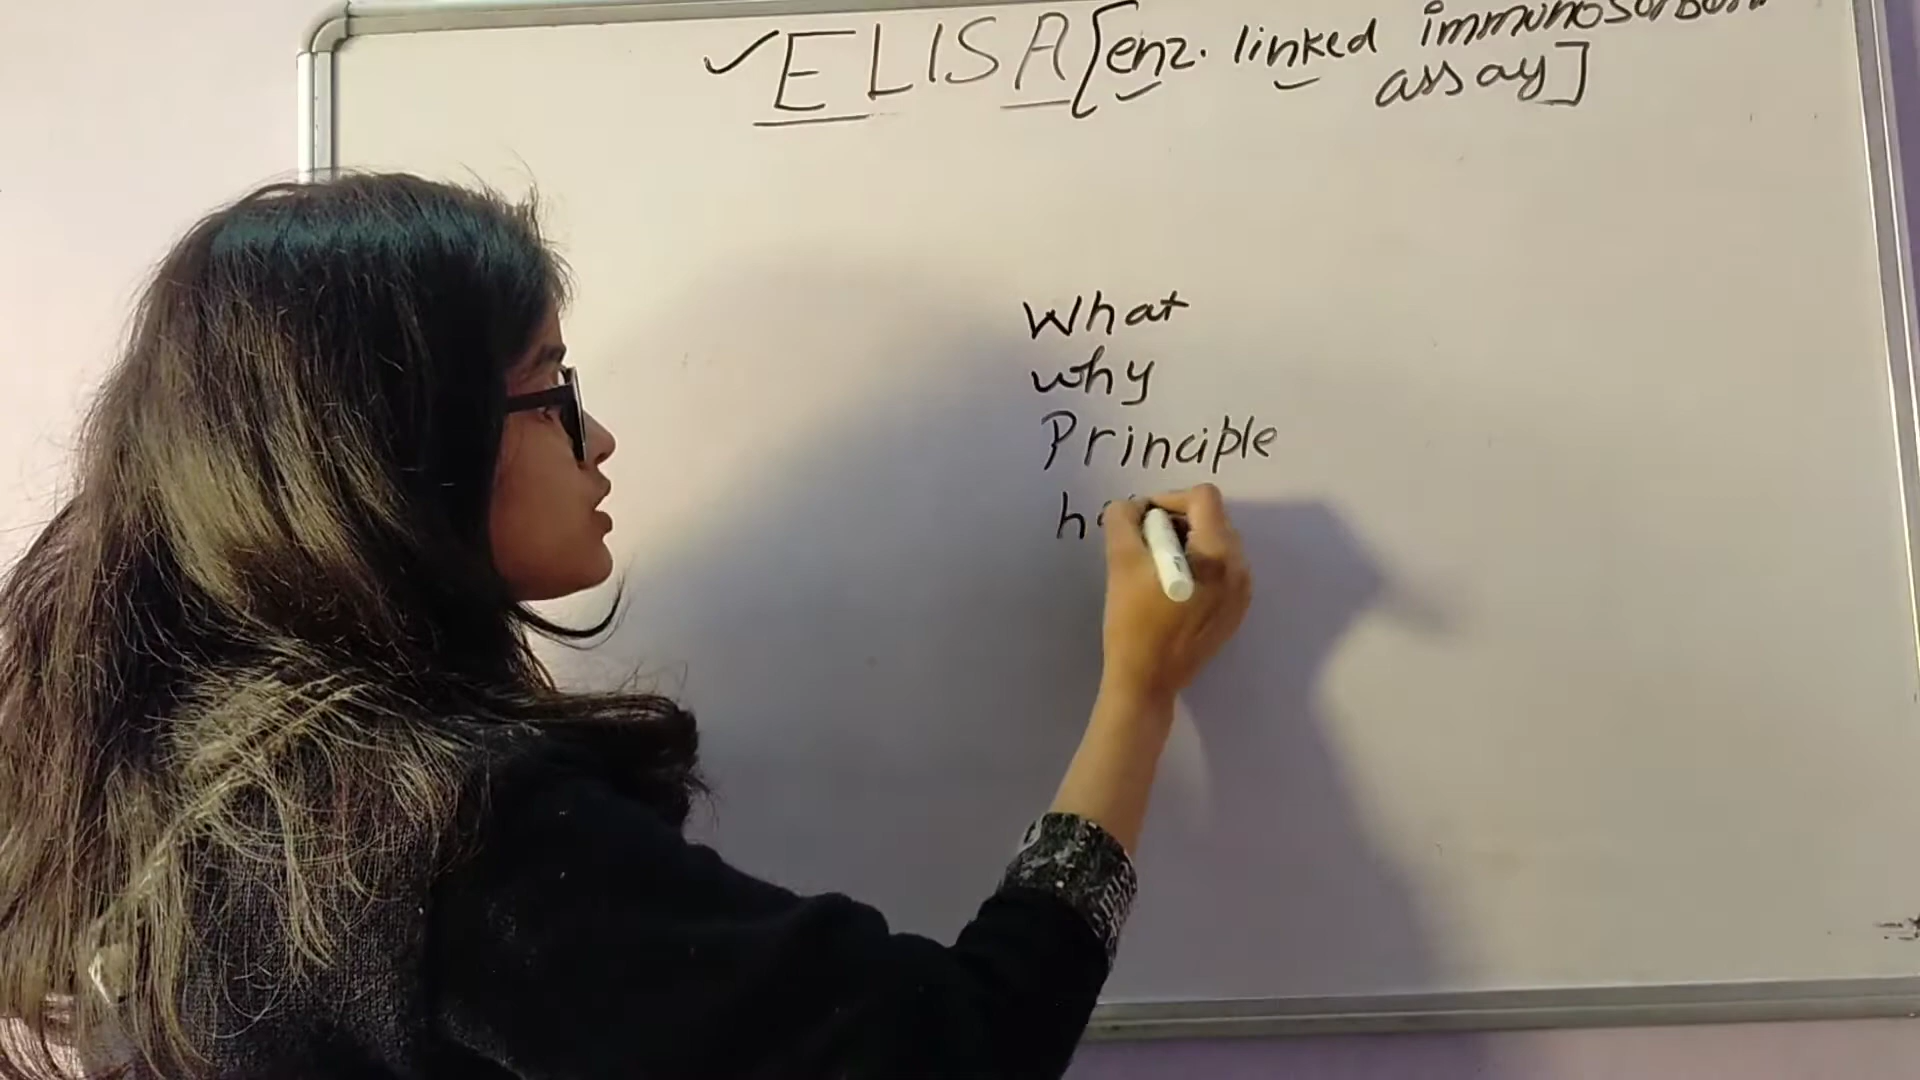 ✓ELISA [enz. linked immunosorbent
assay]
What
why
Principle